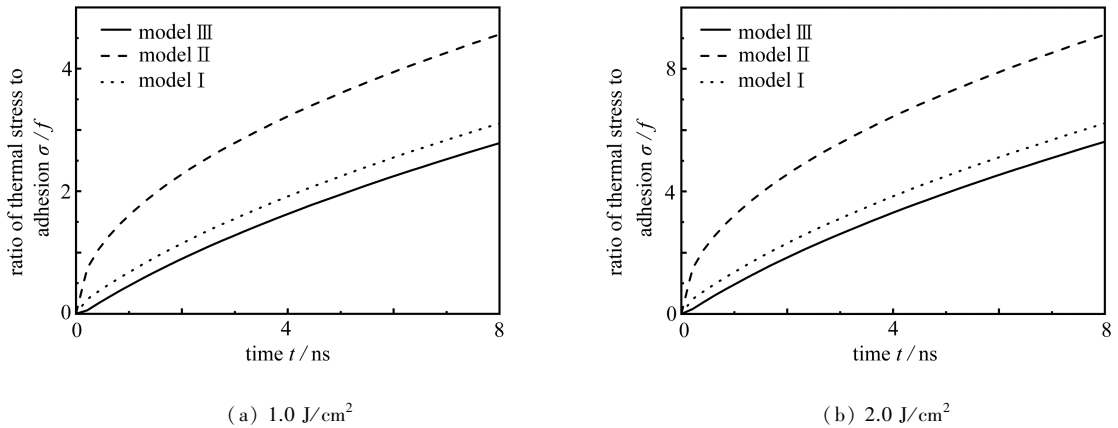 model Ⅲ
model Ⅱ
model Ⅰ
4
2
0
0
4
8
ratio of thermal stress to
adhesion σ/f
time t/ns
(a) 1.0 J/cm²
model Ⅲ
model Ⅱ
model Ⅰ
9
4
0
0
4
8
ratio of thermal stress to
adhesion σ/f
time t/ns
(b) 2.0 J/cm²